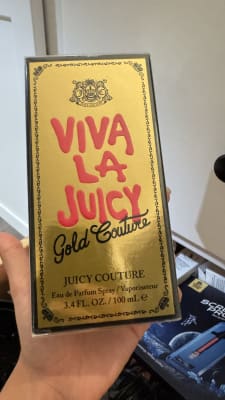 VIVA
LA
JUICY
Gold Couture
JUICY COUTURE
Eau de Parfum Spray / Vaporisateur
3.4 FL. OZ. / 100 mL ℮